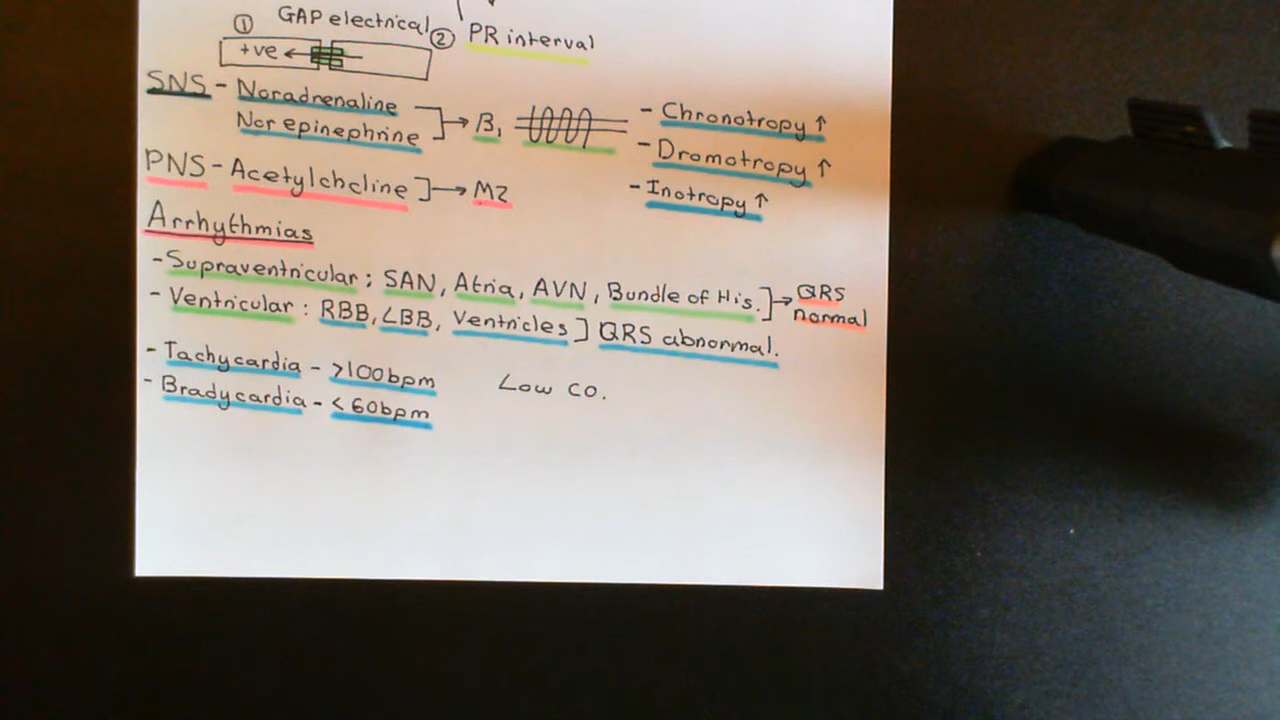 ① GAP electrical ② PR interval
+ve
SNS - Noradrenaline
Norepinephrine ] → β₁
- Chronotropy ↑
- Dromotropy ↑
- Inotropy ↑
PNS - Acetylcholine ] → M2
Arrhythmias
- Supraventricular ; SAN, Atria, AVN, Bundle of His. ] → QRS normal
- Ventricular : RBB, LBB, Ventricles ] QRS abnormal.
- Tachycardia - >100bpm
- Bradycardia - <60bpm
Low CO.